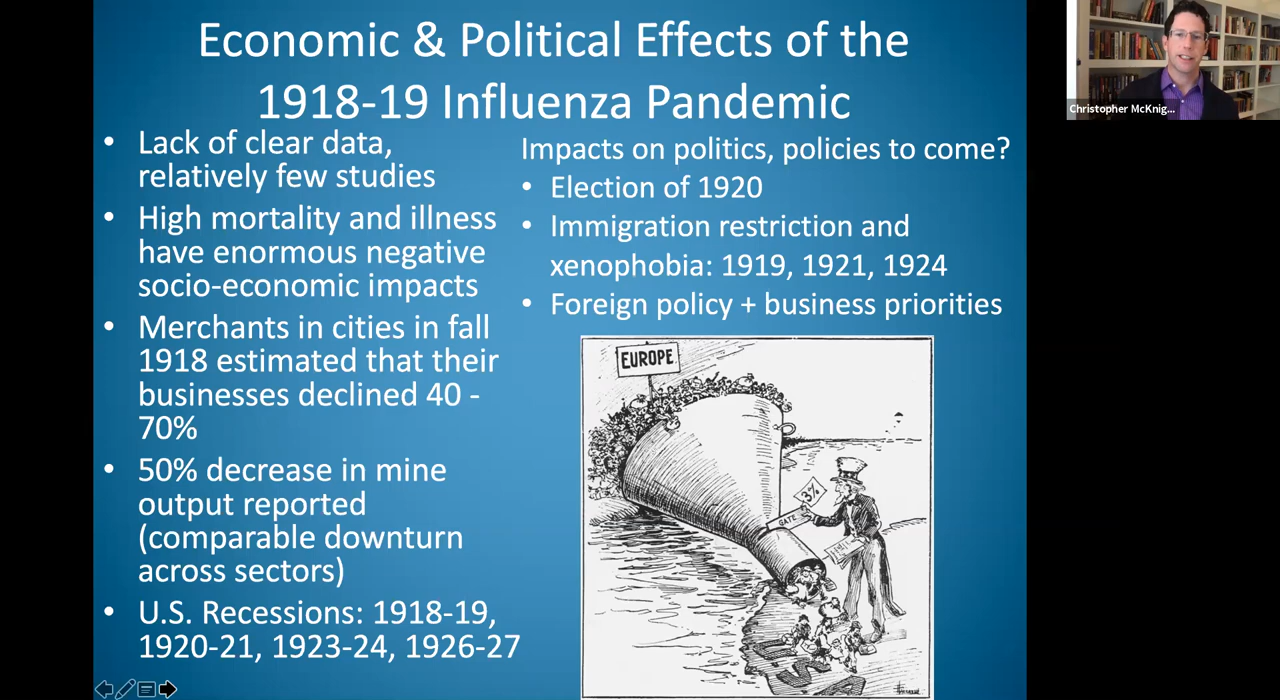 Economic & Political Effects of the
1918-19 Influenza Pandemic
• Lack of clear data,
relatively few studies
• High mortality and illness
have enormous negative
socio-economic impacts
• Merchants in cities in fall
1918 estimated that their
businesses declined 40 -
70%
• 50% decrease in mine
output reported
(comparable downturn
across sectors)
• U.S. Recessions: 1918-19,
1920-21, 1923-24, 1926-27
Impacts on politics, policies to come?
• Election of 1920
• Immigration restriction and
xenophobia: 1919, 1921, 1924
• Foreign policy + business priorities
EUROPE
3%
GATE
U.S.A.
Christopher McKnig...